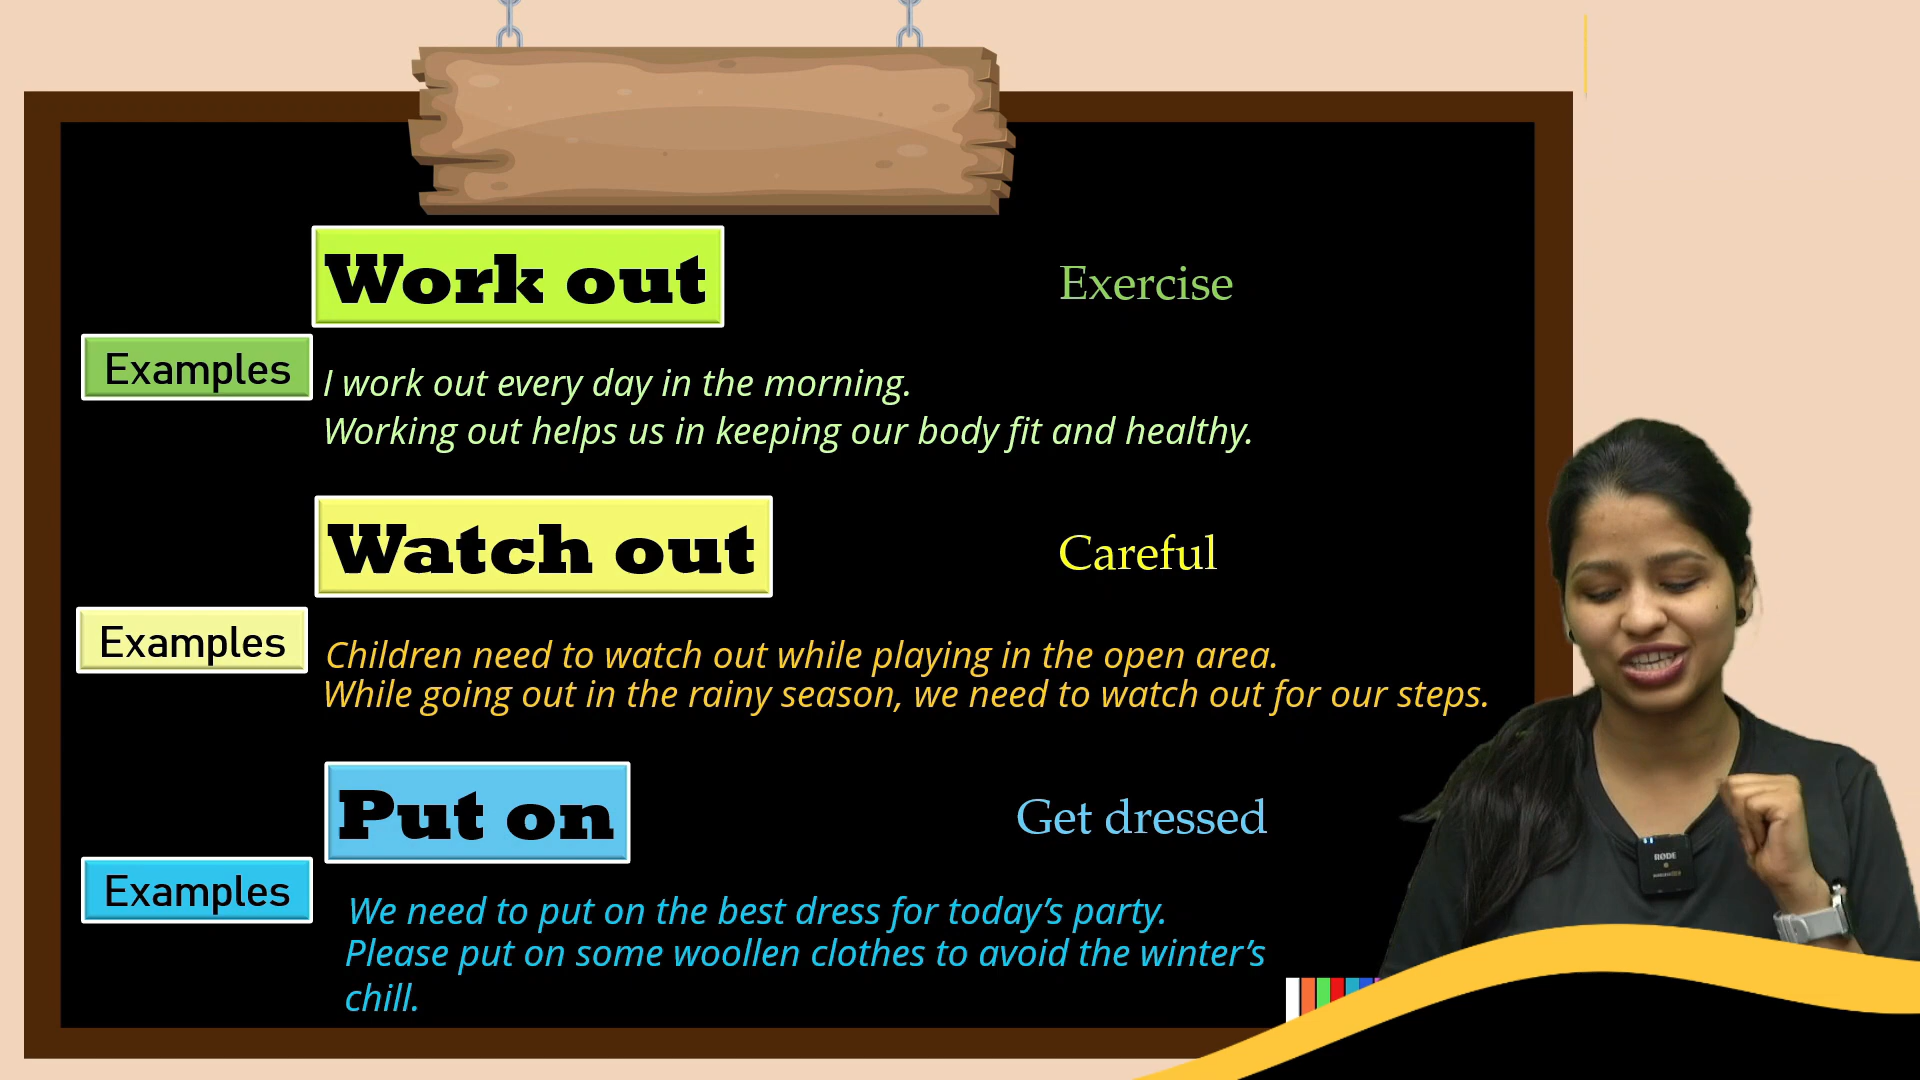 Work out
Exercise
Examples
I work out every day in the morning.
Working out helps us in keeping our body fit and healthy.
Watch out
Careful
Examples
Children need to watch out while playing in the open area.
While going out in the rainy season, we need to watch out for our steps.
Put on
Get dressed
Examples
We need to put on the best dress for today’s party.
Please put on some woollen clothes to avoid the winter’s
chill.
RØDE